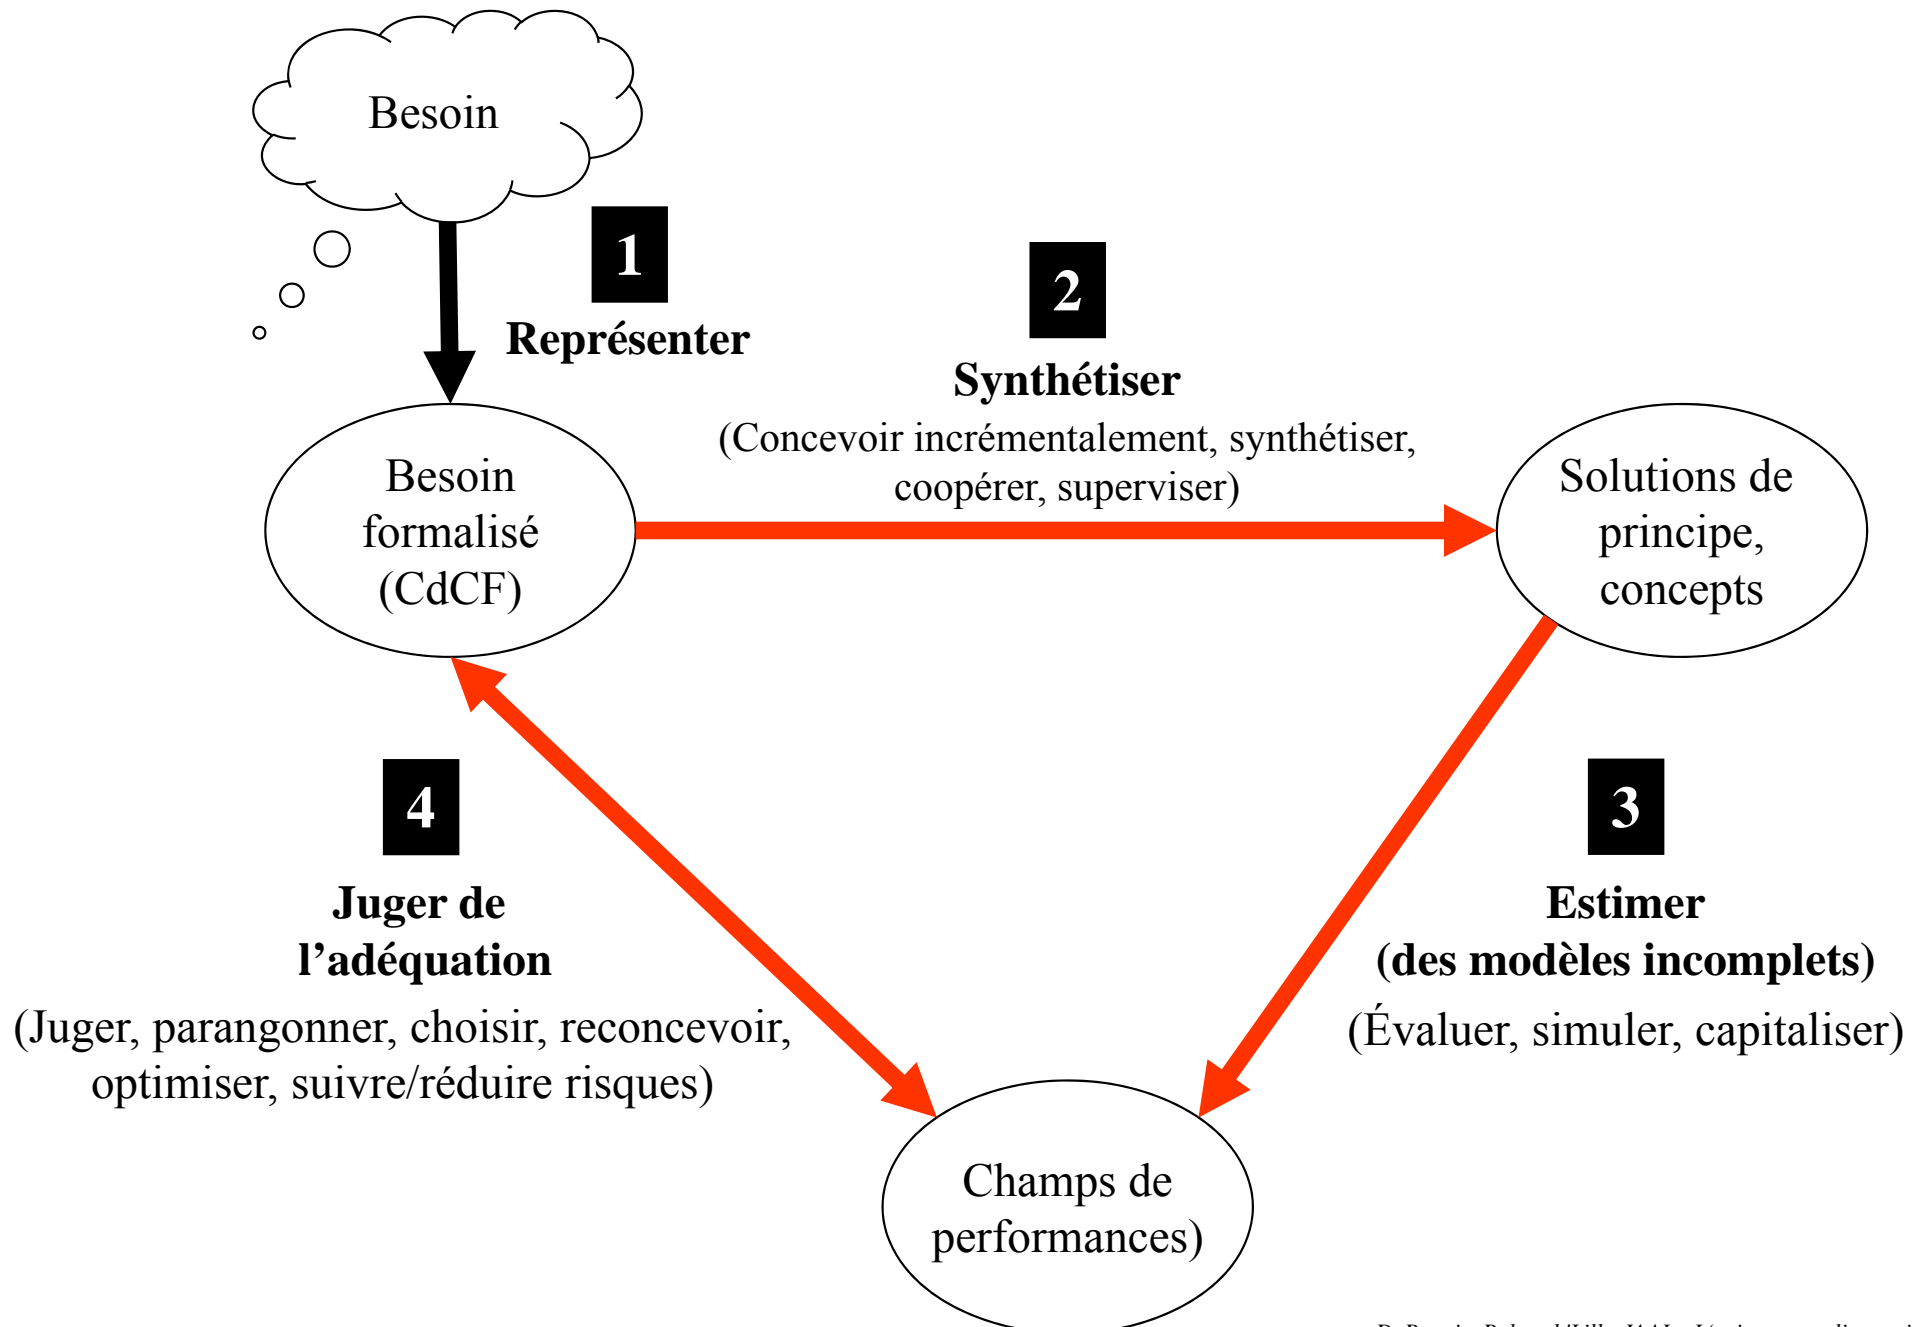 Besoin
1
Représenter
2
Synthétiser
(Concevoir incrémentalement, synthétiser,
coopérer, superviser)
Besoin
formalisé
(CdCF)
Solutions de
principe,
concepts
4
Juger de
l’adéquation
(Juger, parangonner, choisir, reconcevoir,
optimiser, suivre/réduire risques)
3
Estimer
(des modèles incomplets)
(Évaluer, simuler, capitaliser)
Champs de
performances)